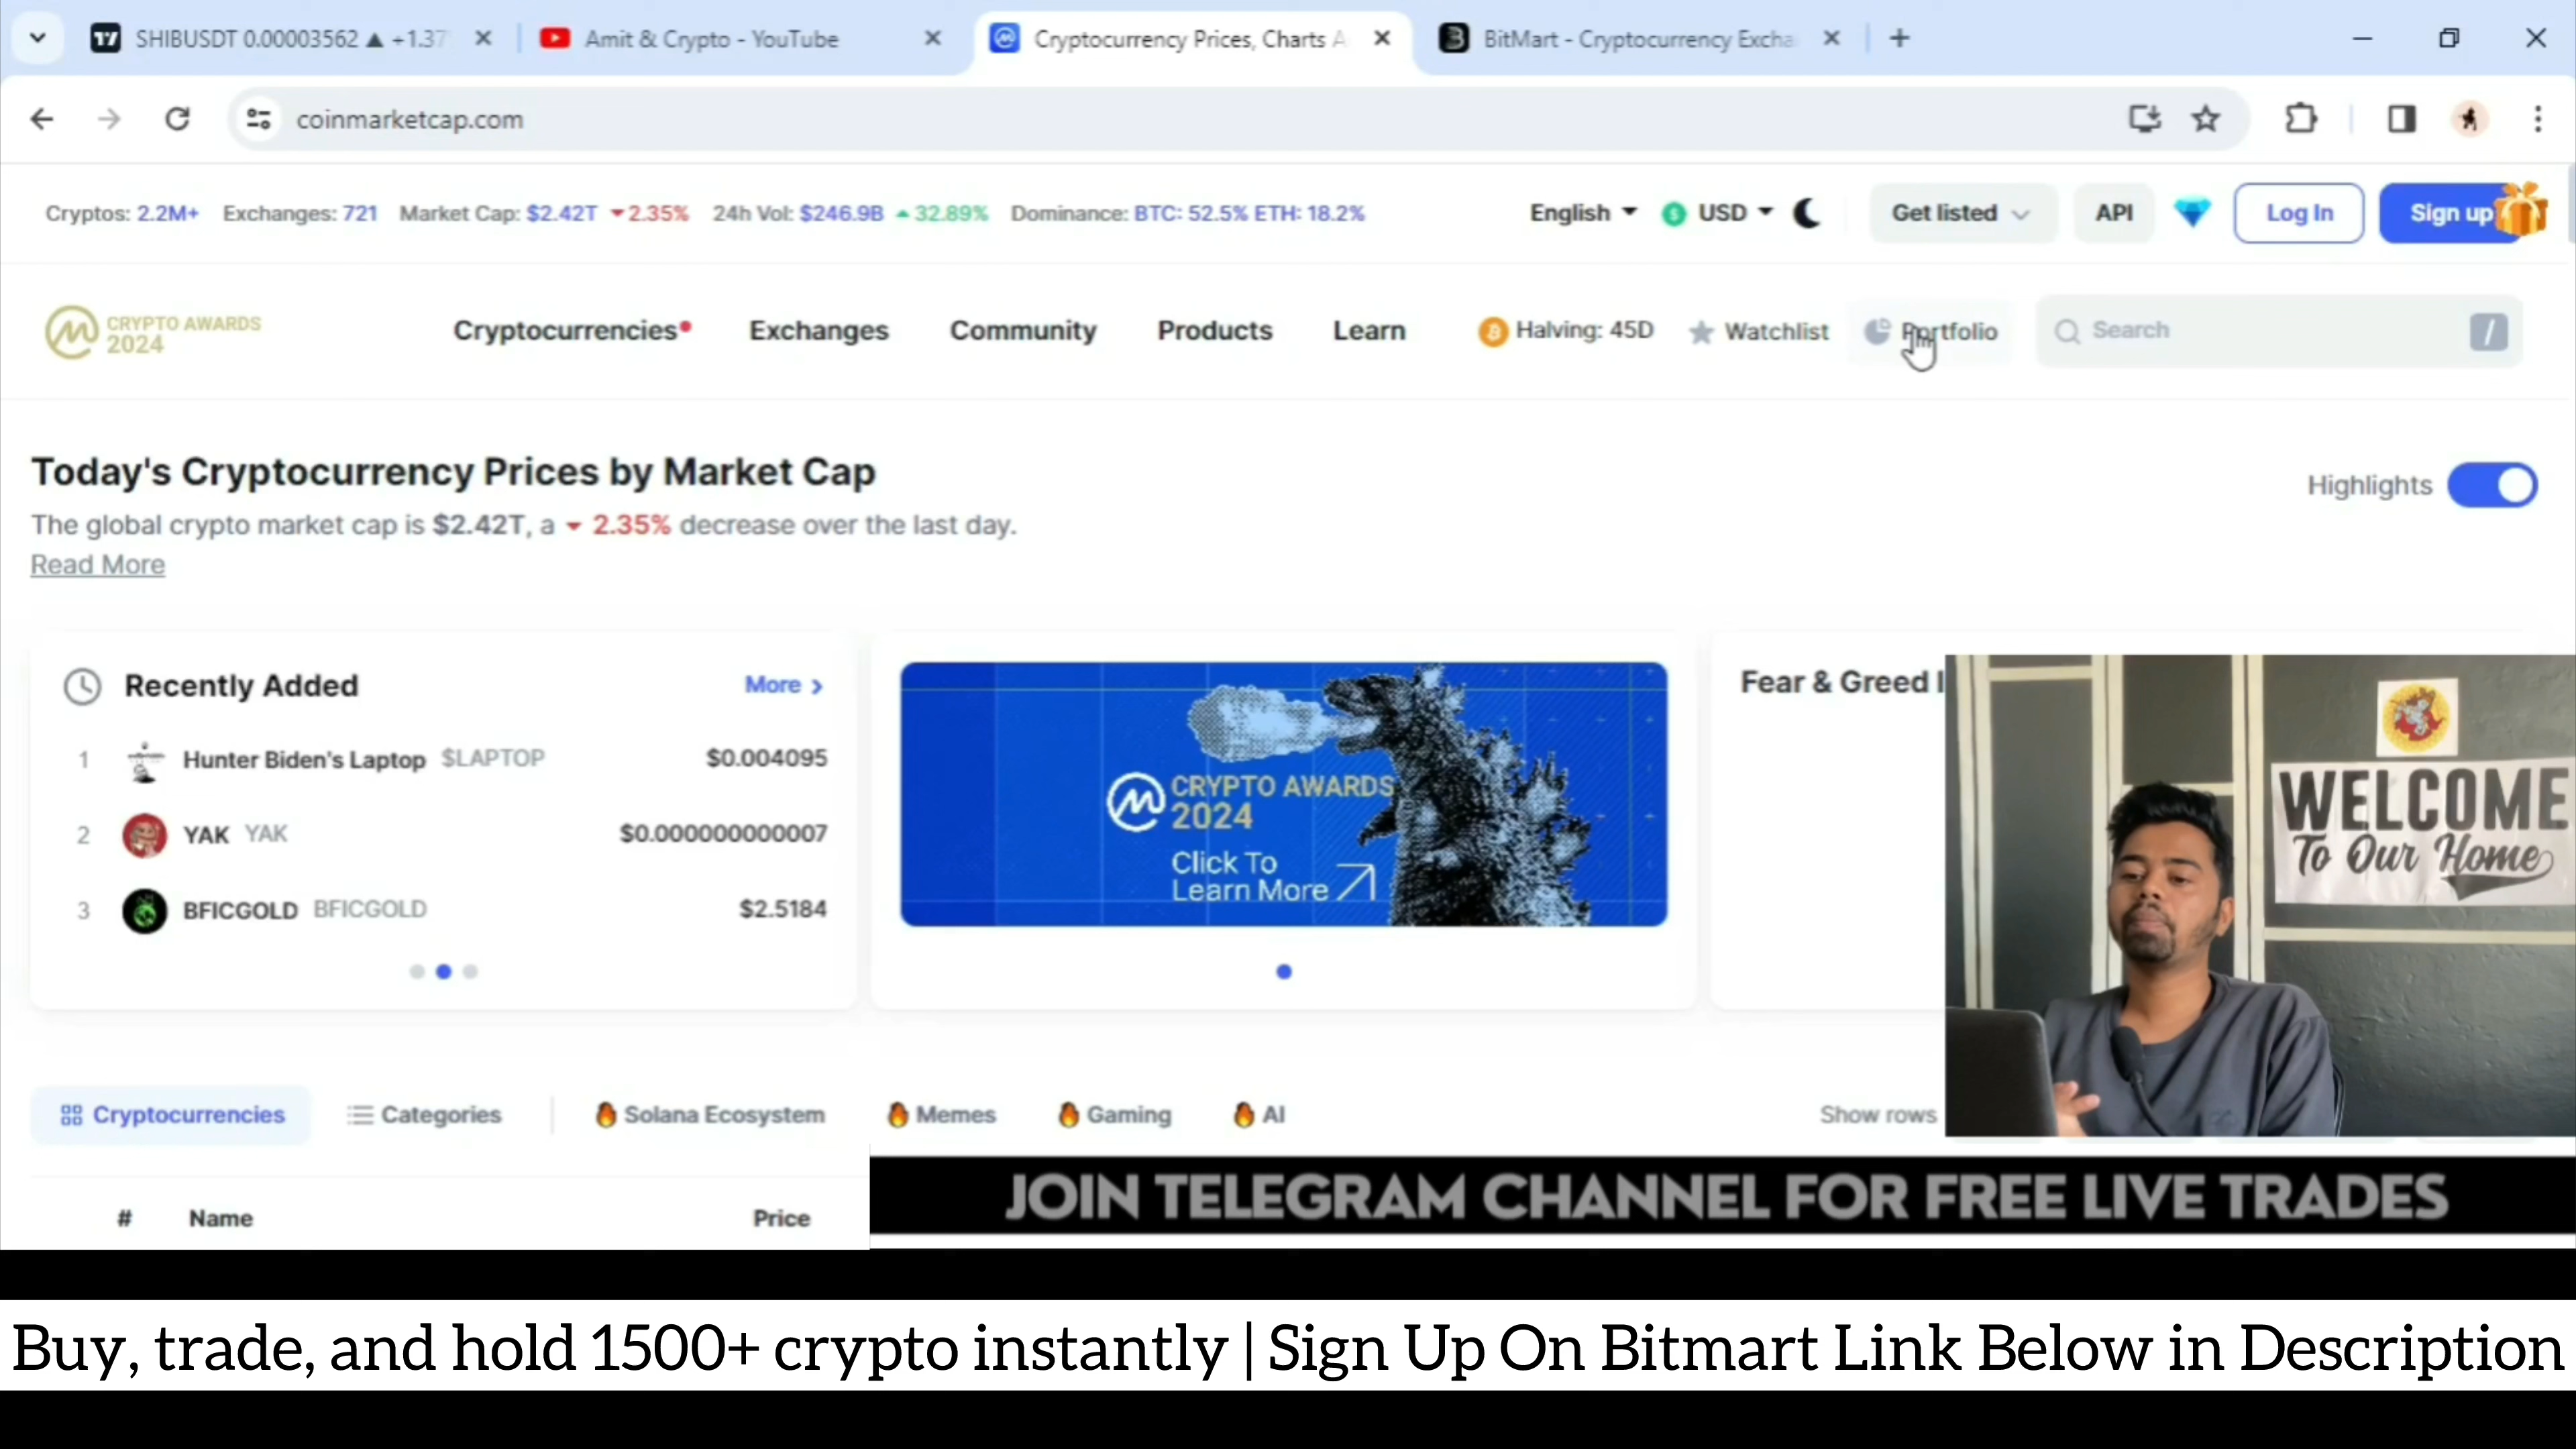 SHIBUSDT 0.00003562 ▲ +1.37
Amit & Crypto - YouTube
Cryptocurrency Prices, Charts A
BitMart - Cryptocurrency Excha
coinmarketcap.com
Cryptos: 2.2M+ Exchanges: 721 Market Cap: $2.42T ▼ 2.35% 24h Vol: $246.9B ▲ 32.89% Dominance: BTC: 52.5% ETH: 18.2%
English USD Get listed API Log In Sign up
CRYPTO AWARDS
2024
Cryptocurrencies Exchanges Community Products Learn Halving: 45D Watchlist Portfolio Search /
Today's Cryptocurrency Prices by Market Cap
Highlights
The global crypto market cap is $2.42T, a ▼ 2.35% decrease over the last day.
Read More
Recently Added More >
1 Hunter Biden's Laptop $LAPTOP $0.004095
2 YAK YAK $0.000000000007
3 BFICGOLD BFICGOLD $2.5184
CRYPTO AWARDS
2024
Click To
Learn More
Fear & Greed I
WELCOME
To Our Home
Cryptocurrencies Categories Solana Ecosystem Memes Gaming AI Show rows
# Name Price
JOIN TELEGRAM CHANNEL FOR FREE LIVE TRADES
Buy, trade, and hold 1500+ crypto instantly | Sign Up On Bitmart Link Below in Description